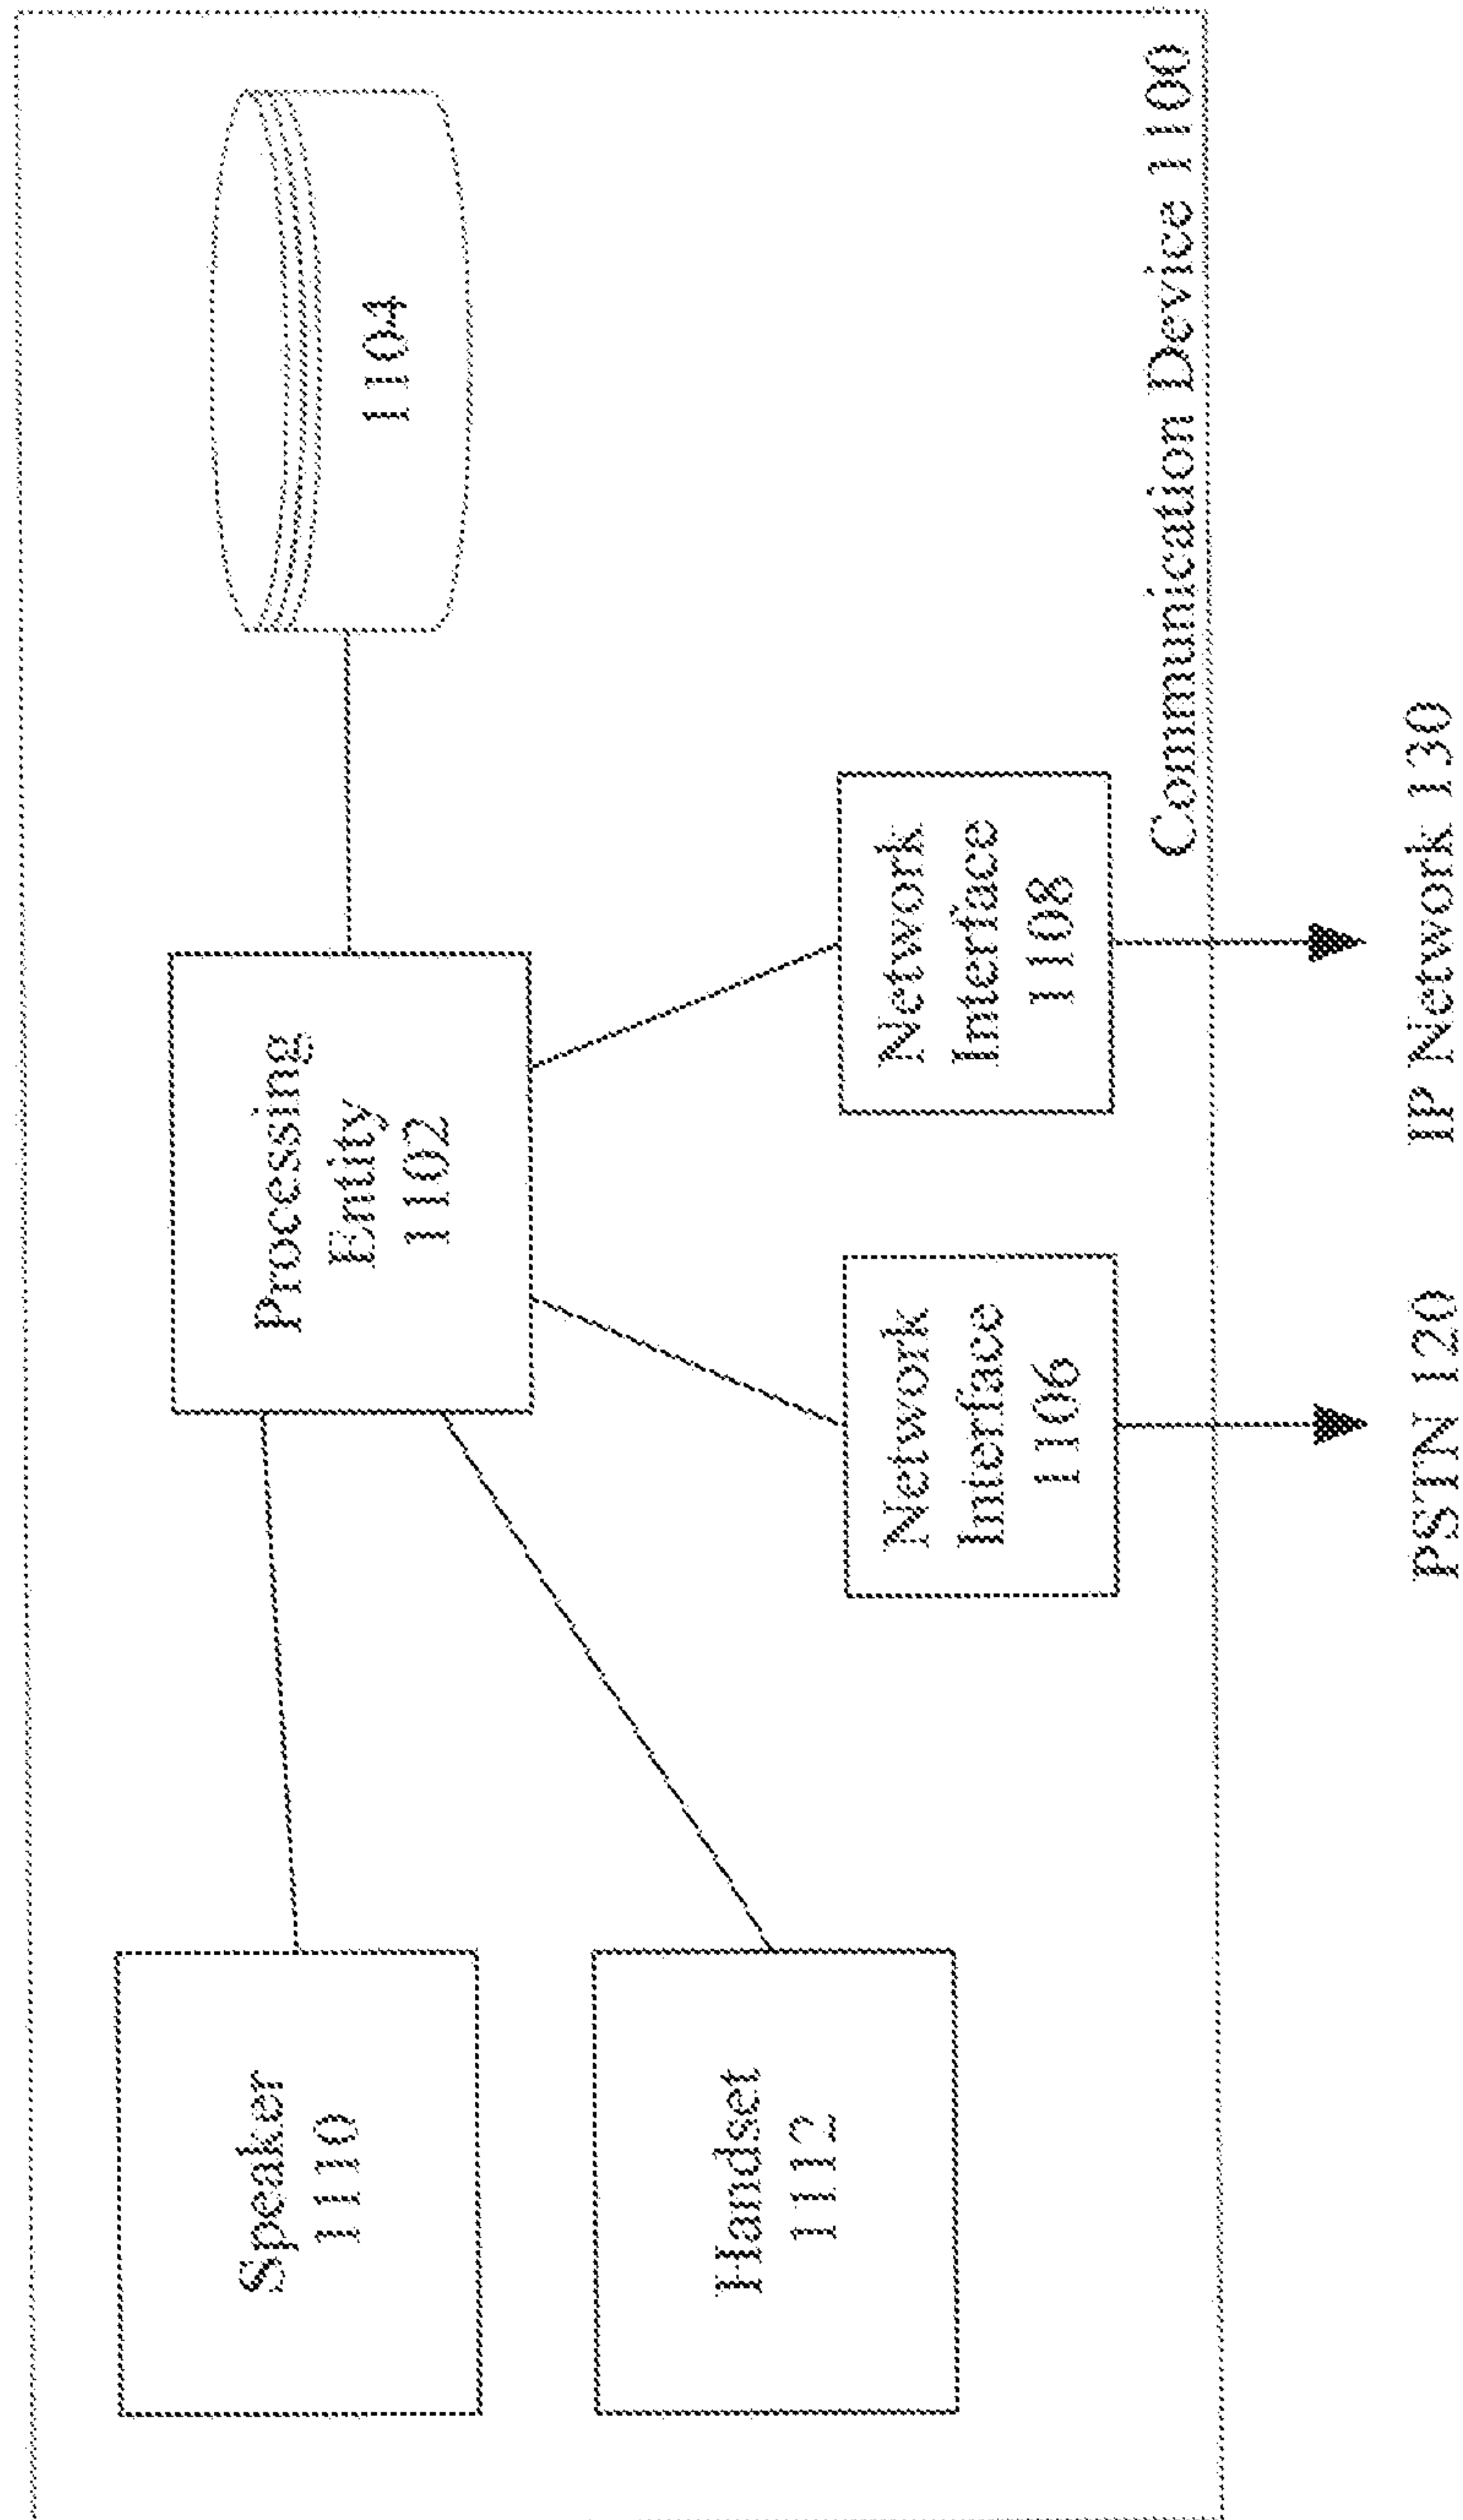 Speaker
1110
Processing
Entity
1102
1104
Handset
1112
Network
Interface
1106
Network
Interface
1108
Communication Device 1100
PSTN 120
IP Network 130